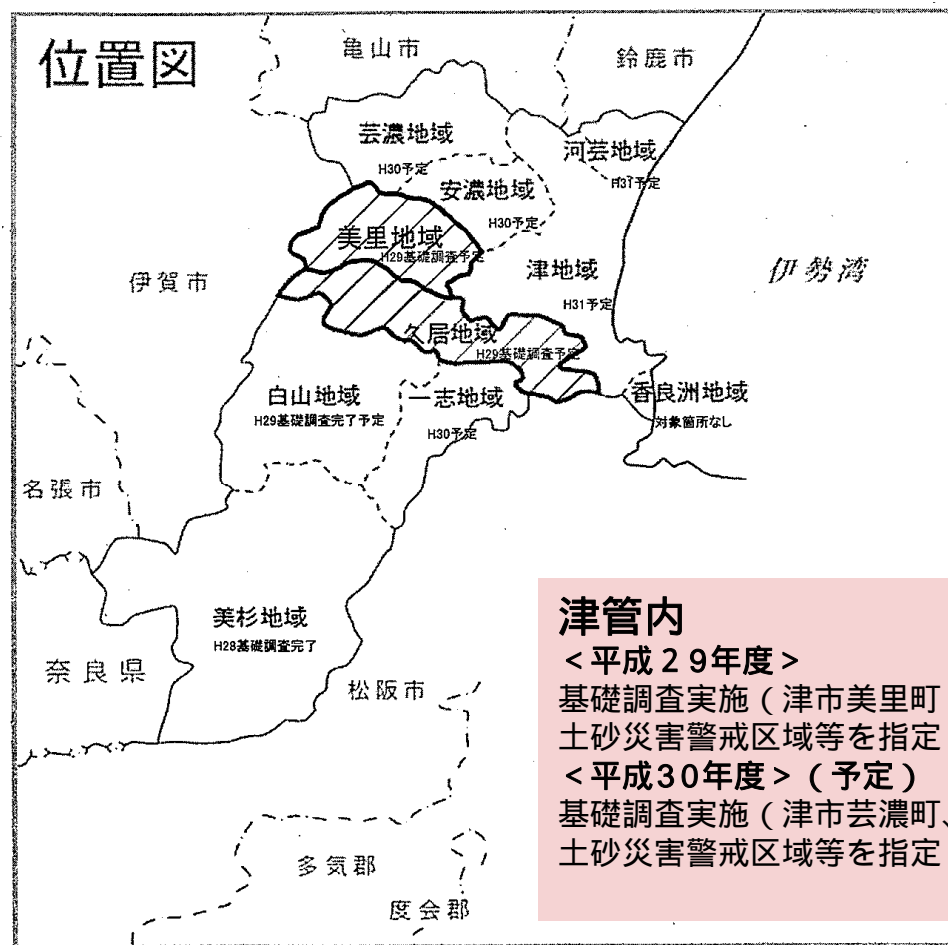 位置図
亀山市
鈴鹿市
芸濃地域
H30予定
河芸地域
H31予定
安濃地域
H30予定
美里地域
H29基礎調査予定
津地域
H31予定
伊勢湾
伊賀市
久居地域
H29基礎調査予定
白山地域
H29基礎調査完了予定
一志地域
H30予定
香良洲地域
対象箇所なし
名張市
美杉地域
H28基礎調査完了
奈良県
松阪市
多気郡
度会郡
津管内
<平成29年度>
基礎調査実施(津市美里町
土砂災害警戒区域等を指定
<平成30年度>(予定)
基礎調査実施(津市芸濃町、
土砂災害警戒区域等を指定